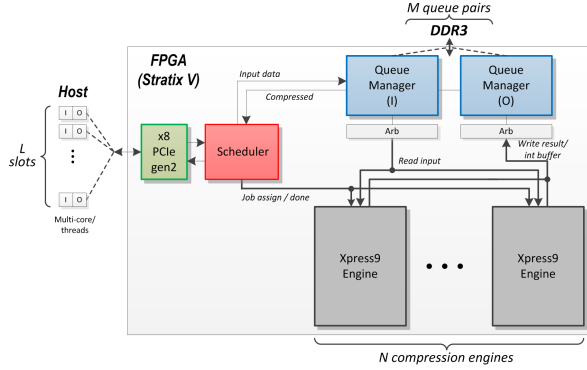 M queue pairs
DDR3
FPGA
(Stratix V)
Host
I O
I O
I O
L
slots
Multi-core/
threads
x8
PCIe
gen2
Scheduler
Input data
Compressed
Queue
Manager
(I)
Queue
Manager
(O)
Arb
Arb
Read input
Write result/
int buffer
Job assign / done
Xpress9
Engine
Xpress9
Engine
N compression engines